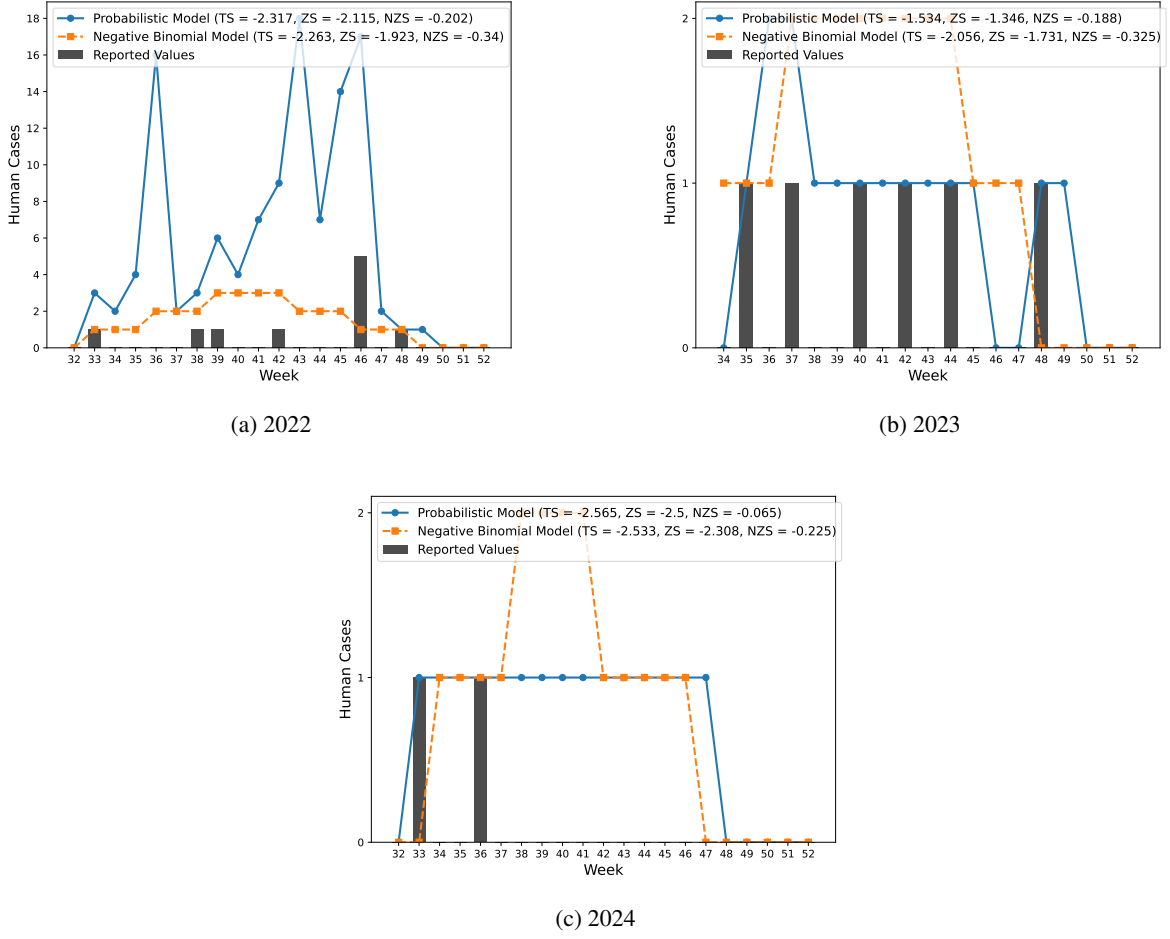 Probabilistic Model (TS = -2.317, ZS = -2.115, NZS = -0.202)
Negative Binomial Model (TS = -2.263, ZS = -1.923, NZS = -0.34)
Reported Values
18
16
14
12
10
8
6
4
2
0
Human Cases
32 33 34 35 36 37 38 39 40 41 42 43 44 45 46 47 48 49 50 51 52
Week
(a) 2022
Probabilistic Model (TS = -1.534, ZS = -1.346, NZS = -0.188)
Negative Binomial Model (TS = -2.056, ZS = -1.731, NZS = -0.325)
Reported Values
2
1
0
Human Cases
34 35 36 37 38 39 40 41 42 43 44 45 46 47 48 49 50 51 52
Week
(b) 2023
Probabilistic Model (TS = -2.565, ZS = -2.5, NZS = -0.065)
Negative Binomial Model (TS = -2.533, ZS = -2.308, NZS = -0.225)
Reported Values
2
1
0
Human Cases
32 33 34 35 36 37 38 39 40 41 42 43 44 45 46 47 48 49 50 51 52
Week
(c) 2024